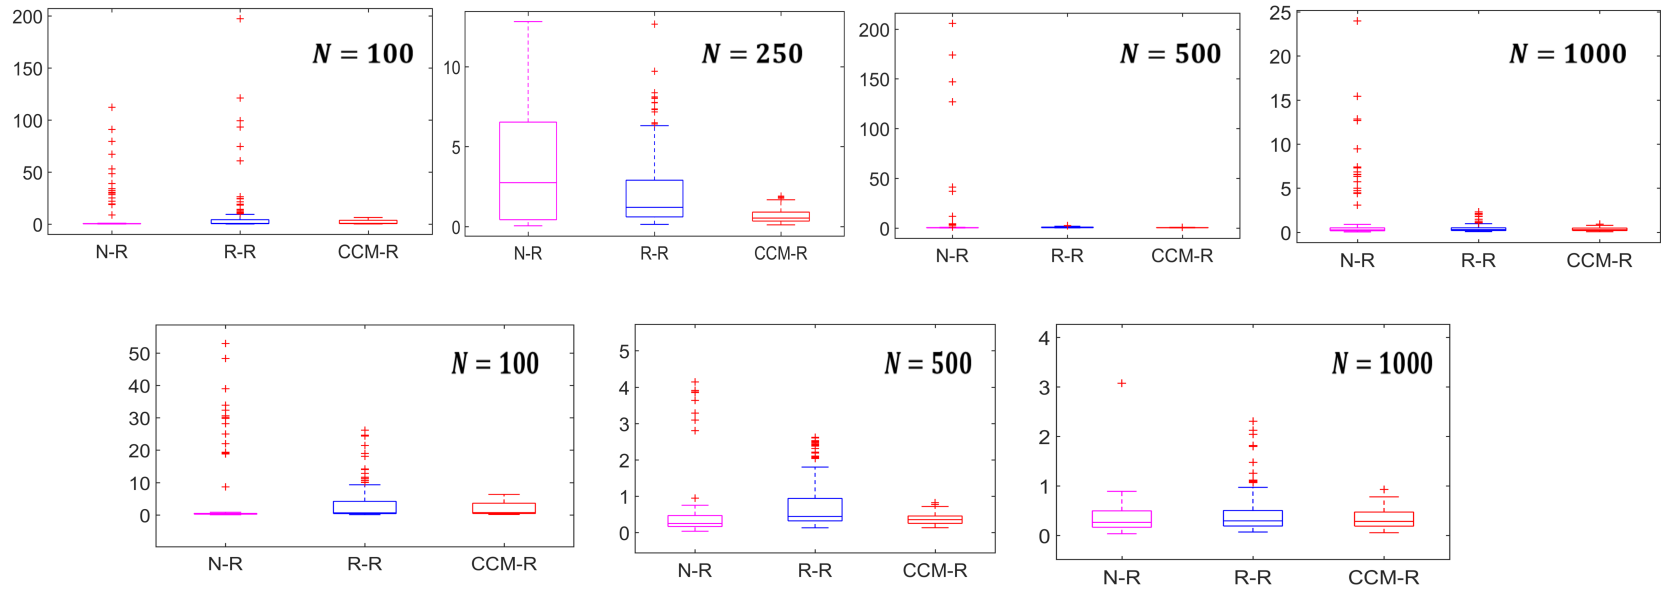 200
150
100
50
0
N = 100
N-R
R-R
CCM-R
10
5
0
N = 250
N-R
R-R
CCM-R
200
150
100
50
0
N = 500
N-R
R-R
CCM-R
25
20
15
10
5
0
N = 1000
N-R
R-R
CCM-R
50
40
30
20
10
0
N = 100
N-R
R-R
CCM-R
5
4
3
2
1
0
N = 500
N-R
R-R
CCM-R
4
3
2
1
0
N = 1000
N-R
R-R
CCM-R